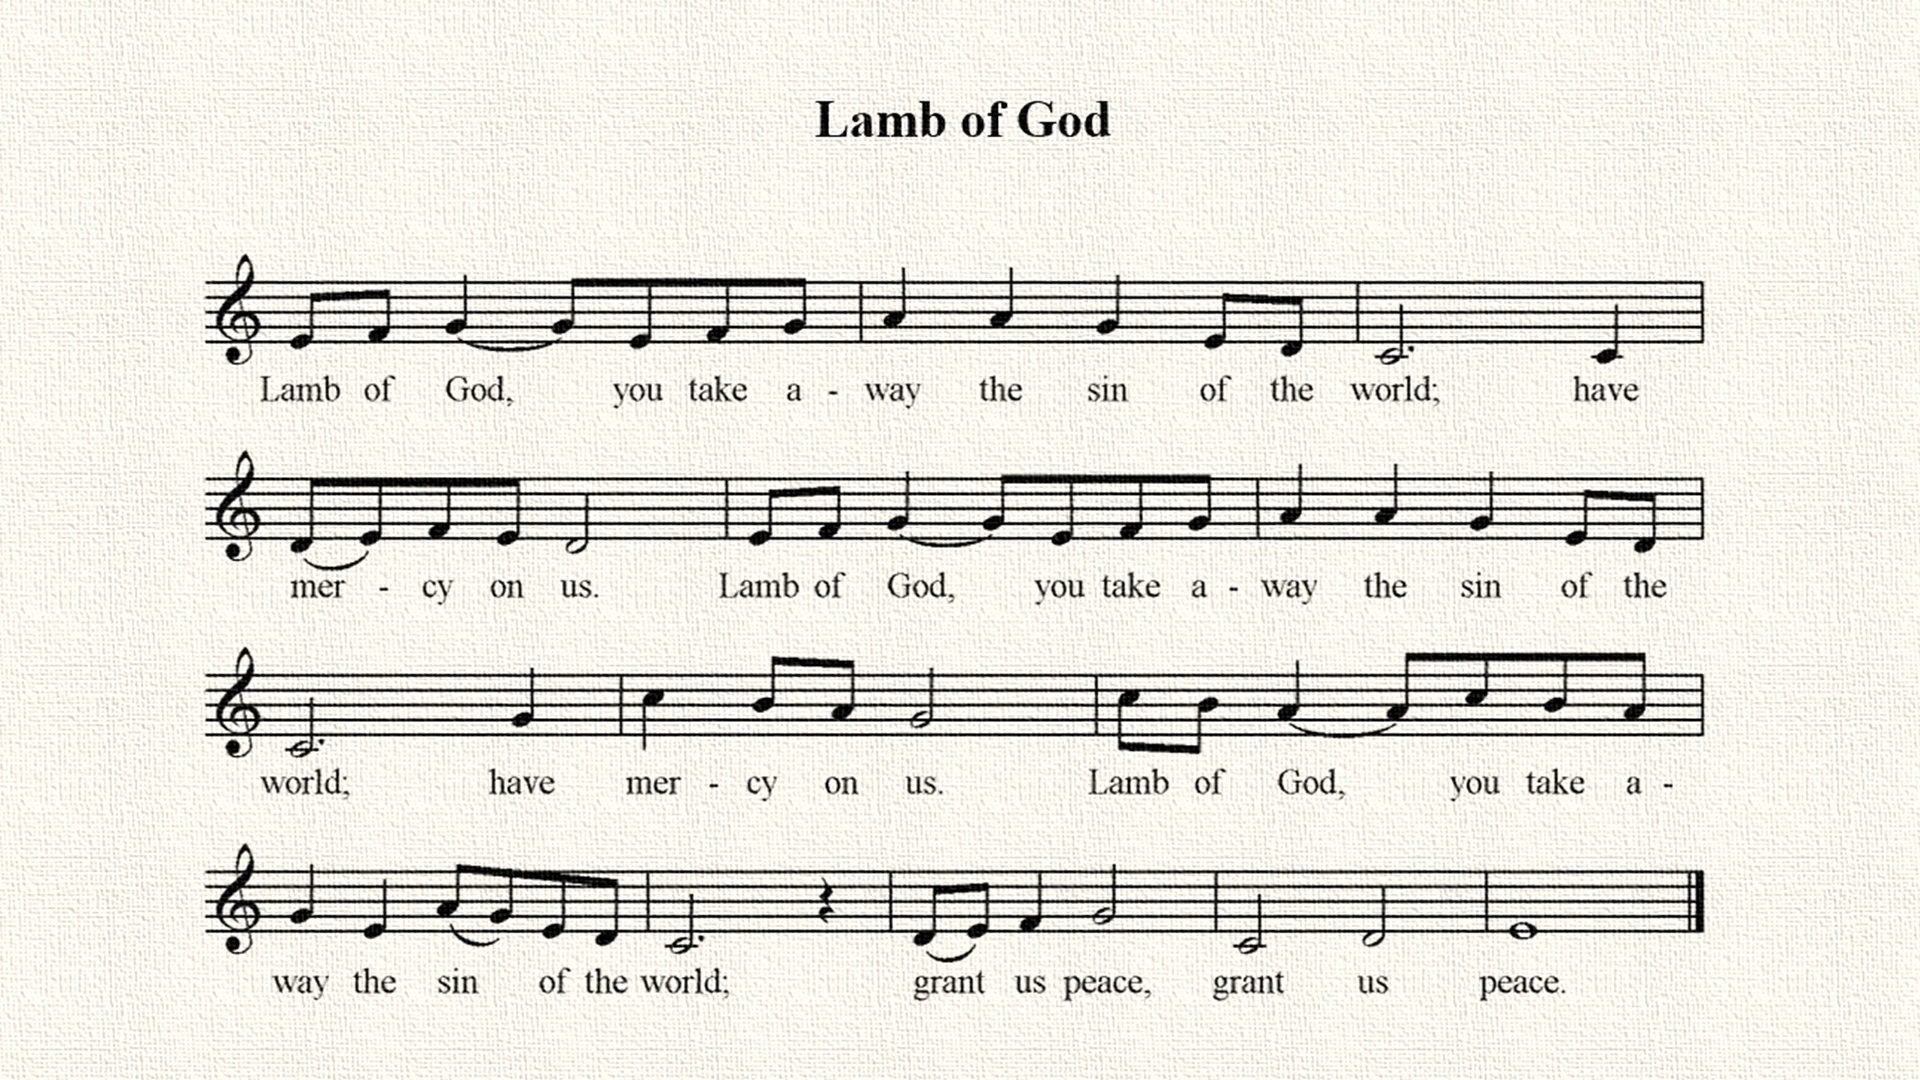 Lamb of God
Lamb of God, you take a - way the sin of the world; have
mer - cy on us. Lamb of God, you take a - way the sin of the
world; have mer - cy on us. Lamb of God, you take a -
way the sin of the world; grant us peace, grant us peace.